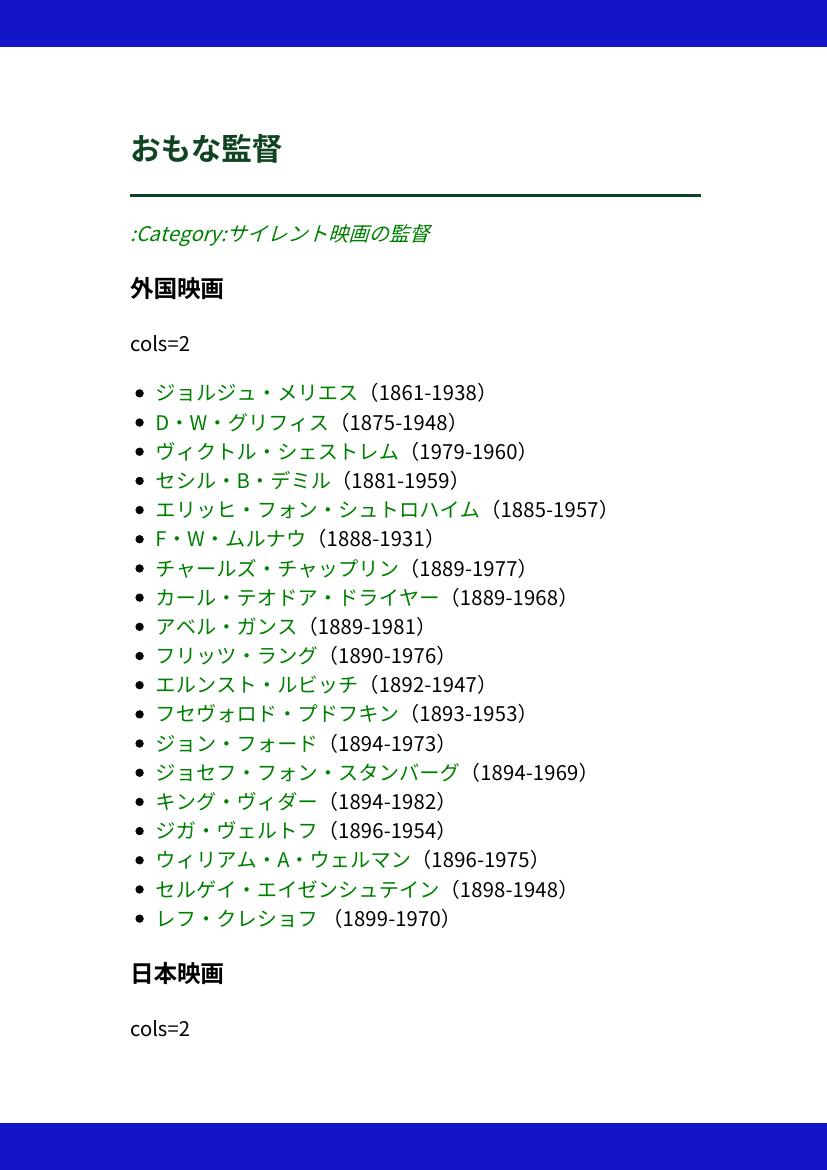 おもな監督
:Category:サイレント映画の監督
外国映画
cols=2
ジョルジュ・メリエス（1861-1938）
D・W・グリフィス（1875-1948）
ヴィクトル・シェストレム（1979-1960）
セシル・B・デミル（1881-1959）
エリッヒ・フォン・シュトロハイム（1885-1957）
F・W・ムルナウ（1888-1931）
チャールズ・チャップリン（1889-1977）
カール・テオドア・ドライヤー（1889-1968）
アベル・ガンス（1889-1981）
フリッツ・ラング（1890-1976）
エルンスト・ルビッチ（1892-1947）
フセヴォロド・プドフキン（1893-1953）
ジョン・フォード（1894-1973）
ジョセフ・フォン・スタンバーグ（1894-1969）
キング・ヴィダー（1894-1982）
ジガ・ヴェルトフ（1896-1954）
ウィリアム・A・ウェルマン（1896-1975）
セルゲイ・エイゼンシュテイン（1898-1948）
レフ・クレショフ （1899-1970）
日本映画
cols=2